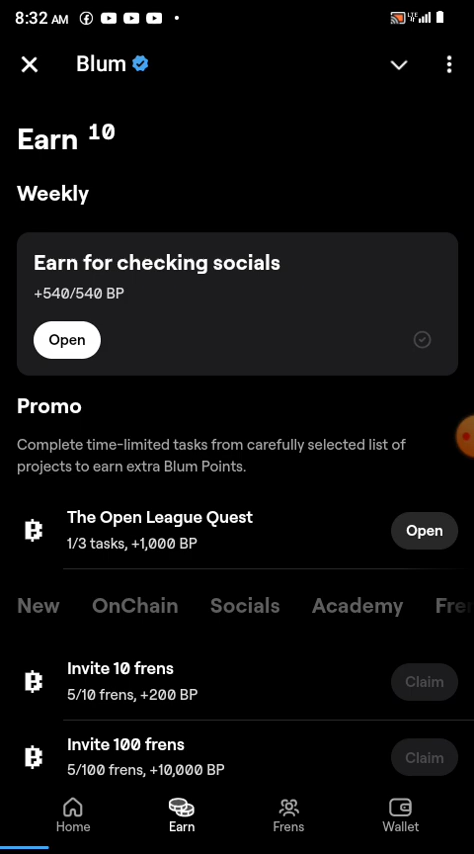 8:32 AM
LTE
Blum
Earn 10
Weekly
Earn for checking socials
+540/540 BP
Open
Promo
Complete time-limited tasks from carefully selected list of
projects to earn extra Blum Points.
The Open League Quest
1/3 tasks, +1,000 BP
Open
New OnChain Socials Academy Fren
Invite 10 frens
5/10 frens, +200 BP
Claim
Invite 100 frens
5/100 frens, +10,000 BP
Claim
Home Earn Frens Wallet